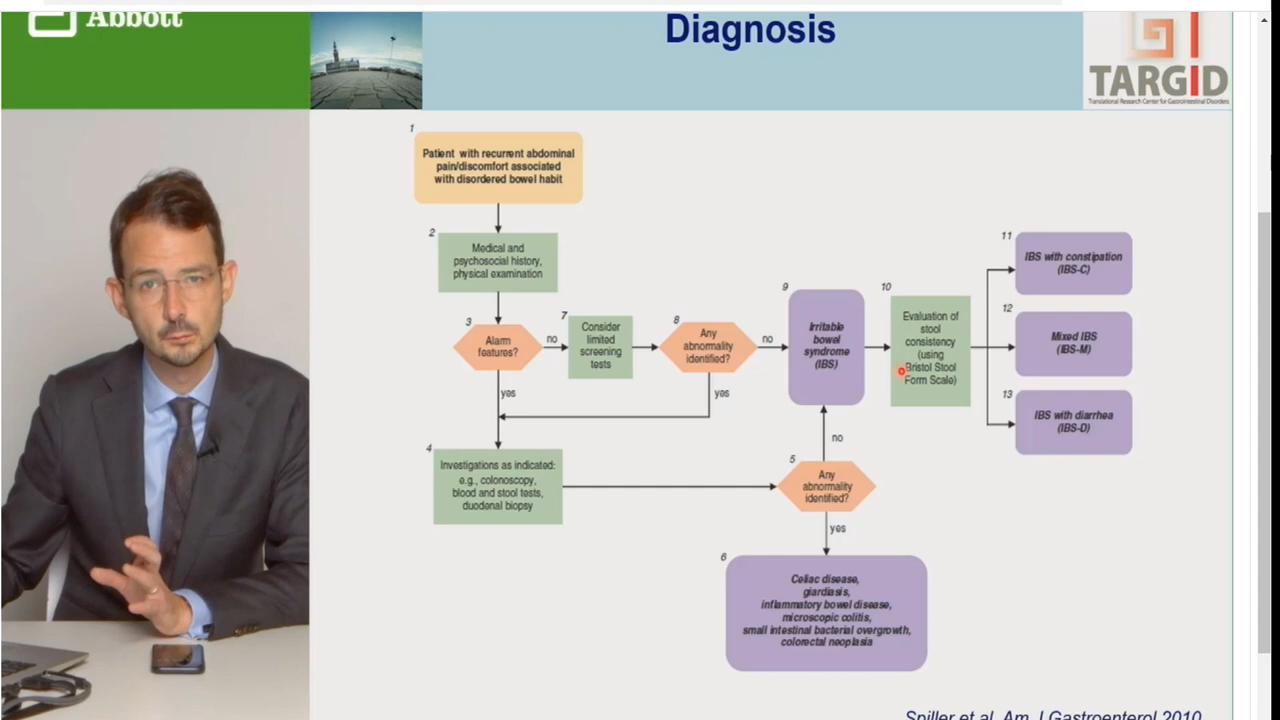 Abbott
Diagnosis
TARGID
Translational Research Center for Gastrointestinal Disorders
1
Patient with recurrent abdominal
pain/discomfort associated
with disordered bowel habit
2
Medical and
psychosocial history,
physical examination
3
Alarm
features?
no
yes
7
Consider
limited
screening
tests
8
Any
abnormality
identified?
no
yes
9
Irritable
bowel
syndrome
(IBS)
10
Evaluation of
stool
consistency
(using
Bristol Stool
Form Scale)
11
IBS with constipation
(IBS-C)
12
Mixed IBS
(IBS-M)
13
IBS with diarrhea
(IBS-D)
4
Investigations as indicated:
e.g., colonoscopy,
blood and stool tests,
duodenal biopsy
5
Any
abnormality
identified?
no
yes
6
Celiac disease,
giardiasis,
inflammatory bowel disease,
microscopic colitis,
small intestinal bacterial overgrowth,
colorectal neoplasia
Spiller et al, Am J Gastroenterol 2010